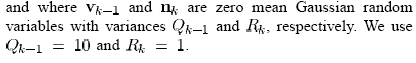 and where v_{k−1} and n_k are zero mean Gaussian random
variables with variances Q_{k−1} and R_k, respectively. We use
Q_{k−1} = 10 and R_k = 1.